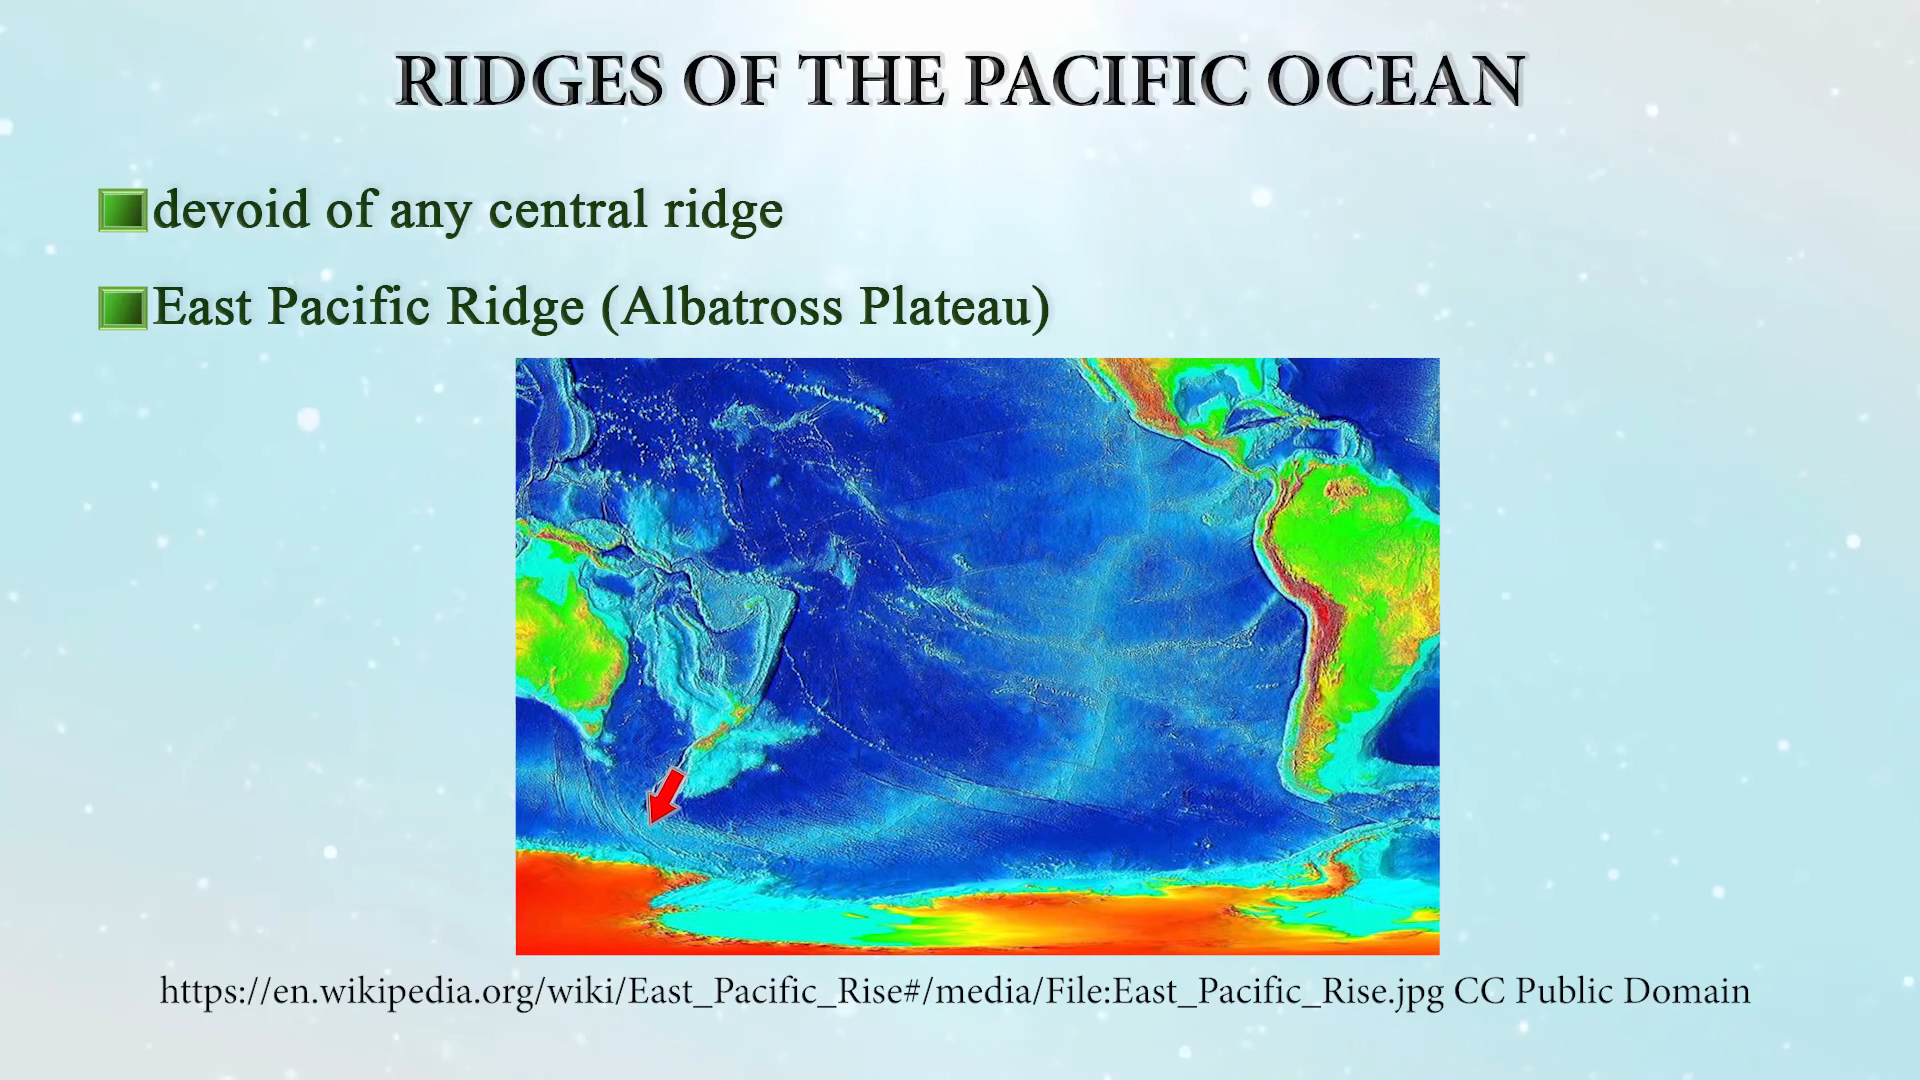 RIDGES OF THE PACIFIC OCEAN
devoid of any central ridge
East Pacific Ridge (Albatross Plateau)
https://en.wikipedia.org/wiki/East_Pacific_Rise#/media/File:East_Pacific_Rise.jpg CC Public Domain